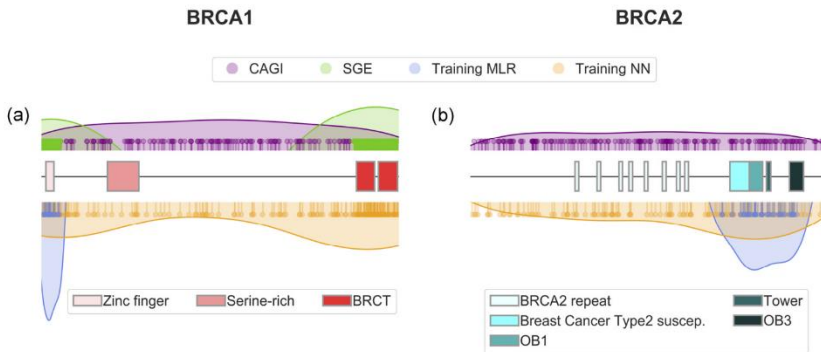 BRCA1
BRCA2
CAGI
SGE
Training MLR
Training NN
(a)
(b)
Zinc finger
Serine-rich
BRCT
BRCA2 repeat
Tower
Breast Cancer Type2 suscep.
OB3
OB1